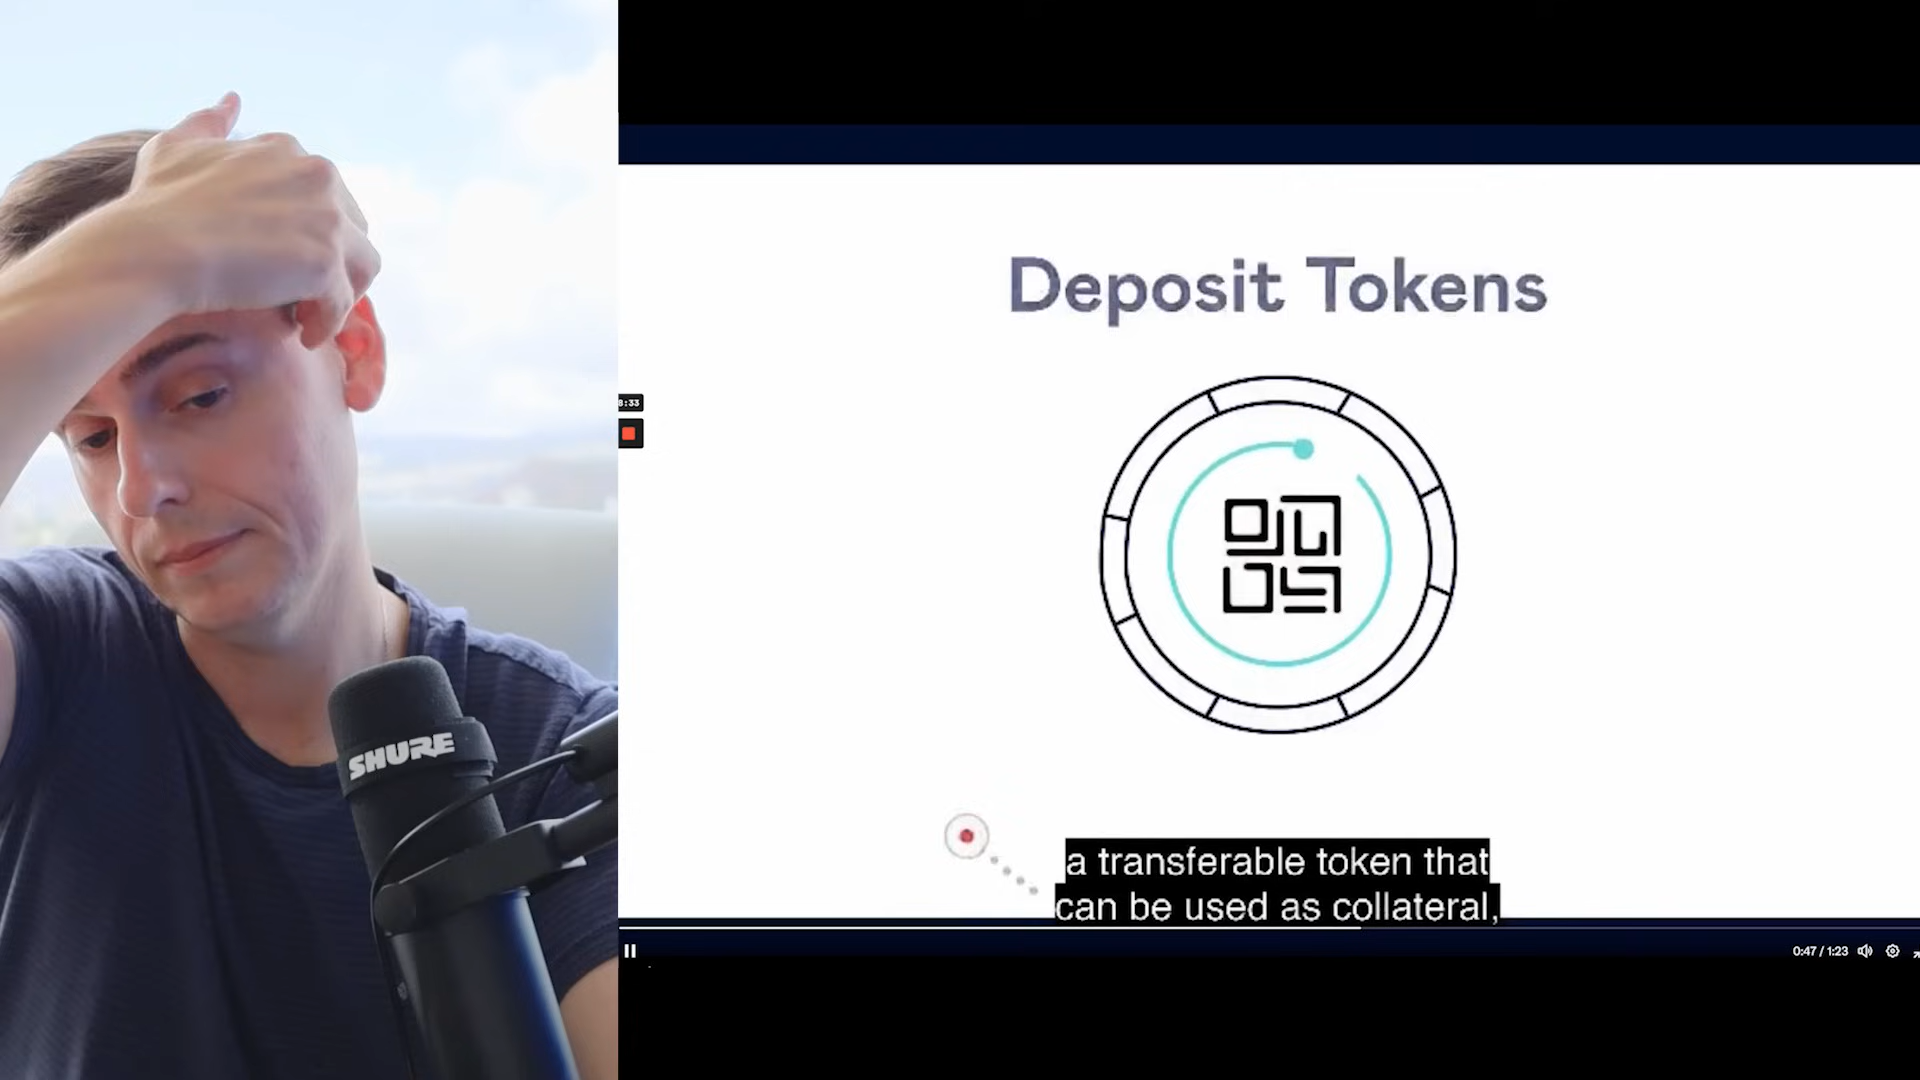 Deposit Tokens
8:33
SHURE
a transferable token that
can be used as collateral,
0:47 / 1:23